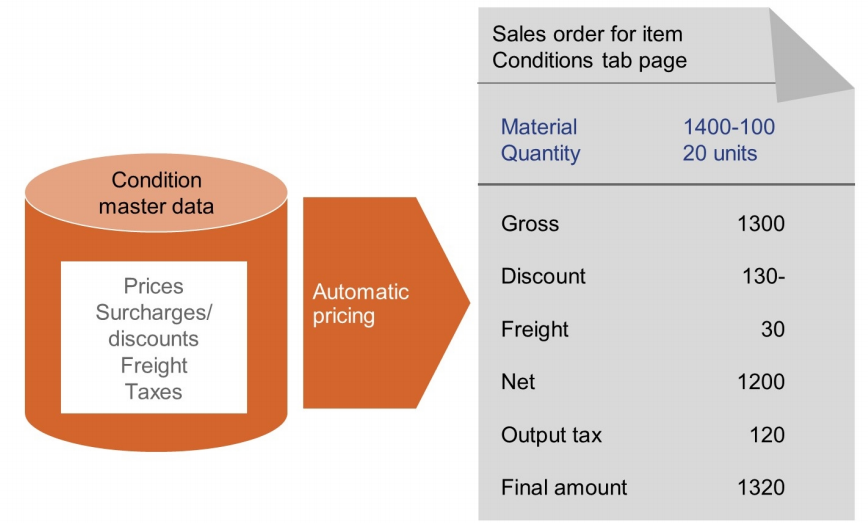 Condition
master data
Prices
Surcharges/
discounts
Freight
Taxes
Automatic
pricing
Sales order for item
Conditions tab page
Material 1400-100
Quantity 20 units
Gross 1300
Discount 130-
Freight 30
Net 1200
Output tax 120
Final amount 1320